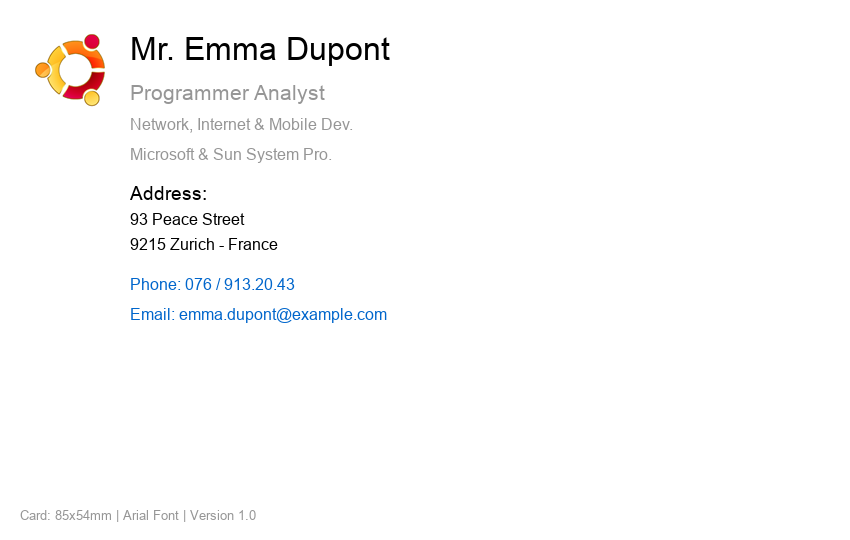 Mr. Emma Dupont
Programmer Analyst
Network, Internet & Mobile Dev.
Microsoft & Sun System Pro.
Address:
93 Peace Street
9215 Zurich - France
Phone: 076 / 913.20.43
Email: emma.dupont@example.com
Card: 85x54mm | Arial Font | Version 1.0